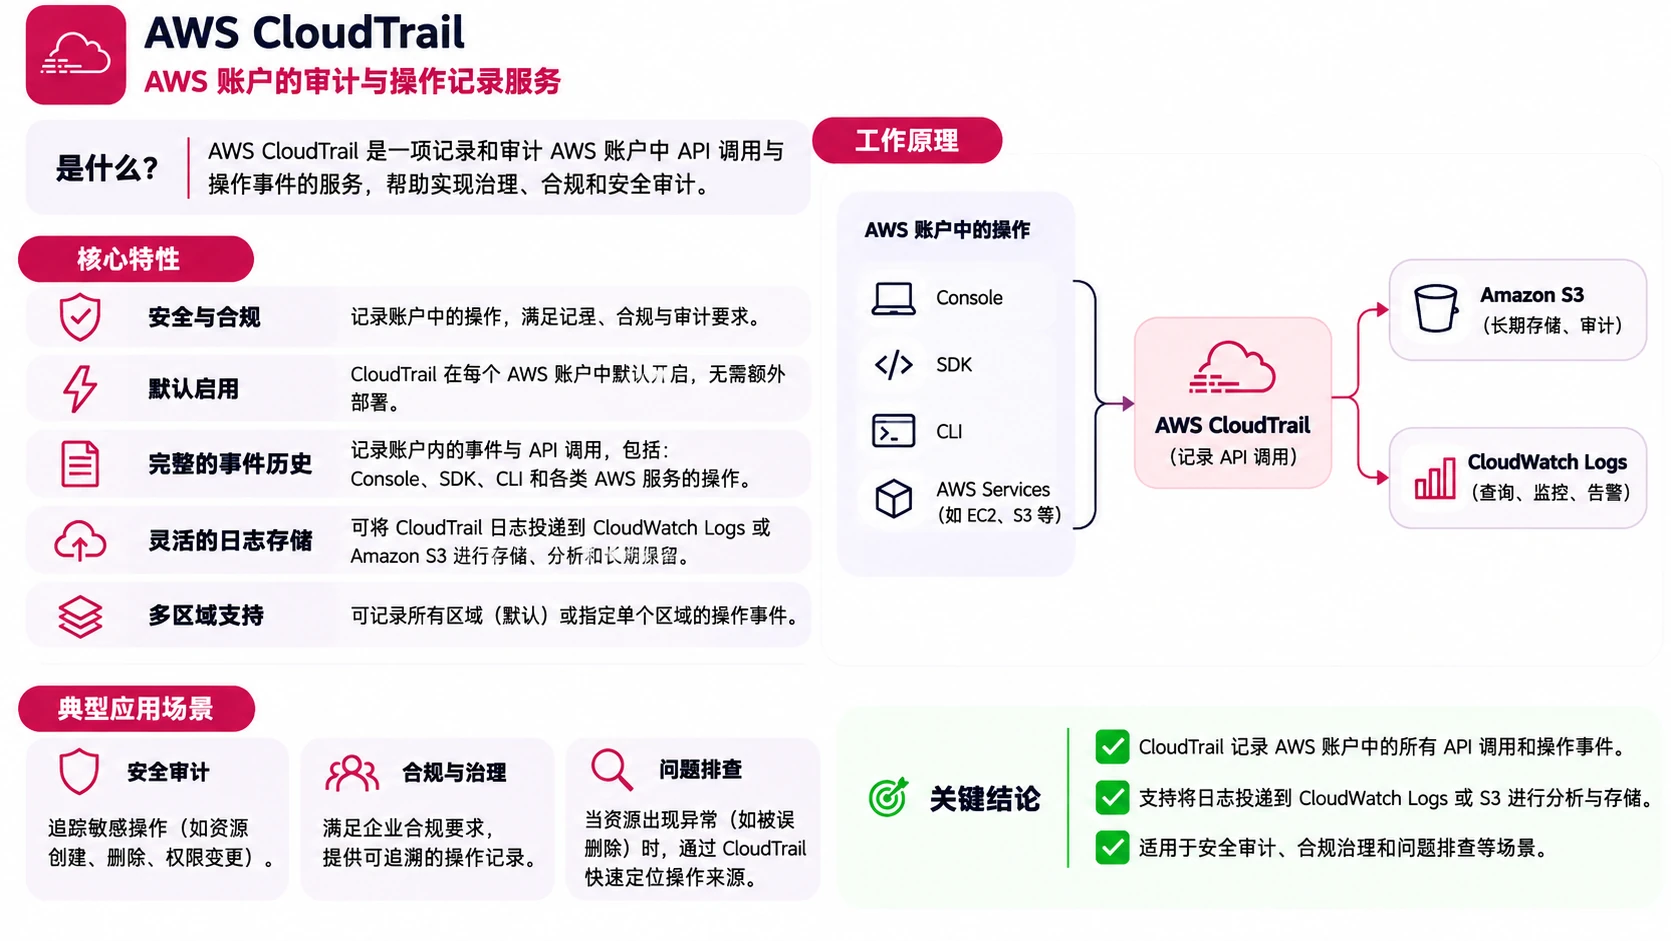 AWS CloudTrail
AWS 账户的审计与操作记录服务
是什么？
AWS CloudTrail 是一项记录和审计 AWS 账户中 API 调用与
操作事件的服务，帮助实现治理、合规和安全审计。
核心特性
安全与合规
记录账户中的操作，满足记录、合规与审计要求。
默认启用
CloudTrail 在每个 AWS 账户中默认开启，无需额外
部署。
完整的事件历史
记录账户内的事件与 API 调用，包括：
Console、SDK、CLI 和各类 AWS 服务的操作。
灵活的日志存储
可将 CloudTrail 日志投递到 CloudWatch Logs 或
Amazon S3 进行存储、分析和长期保留。
多区域支持
可记录所有区域（默认）或指定单个区域的操作事件。
工作原理
AWS 账户中的操作
Console
SDK
CLI
AWS Services
（如 EC2、S3 等）
AWS CloudTrail
（记录 API 调用）
Amazon S3
（长期存储、审计）
CloudWatch Logs
（查询、监控、告警）
典型应用场景
安全审计
追踪敏感操作（如资源
创建、删除、权限变更）。
合规与治理
满足企业合规要求，
提供可追溯的操作记录。
问题排查
当资源出现异常（如被误
删除）时，通过 CloudTrail
快速定位操作来源。
关键结论
CloudTrail 记录 AWS 账户中的所有 API 调用和操作事件。
支持将日志投递到 CloudWatch Logs 或 S3 进行分析与存储。
适用于安全审计、合规治理和问题排查等场景。